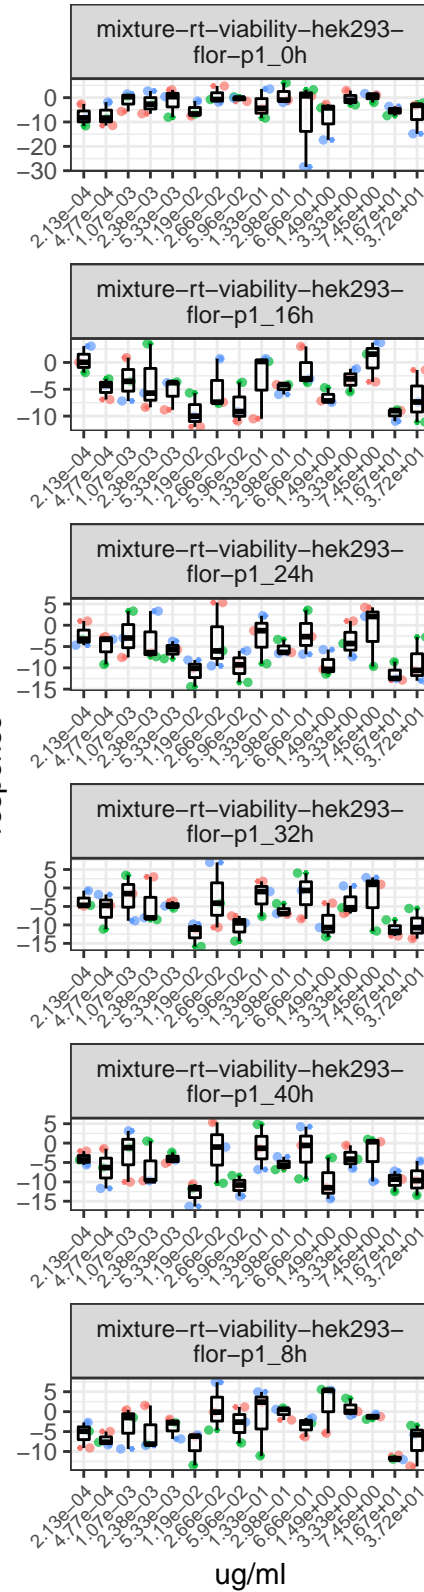 mixture−rt−viability−hek293−
flor−p1_0h
0
−10
−20
−30
2.13e−04
4.77e−04
1.07e−03
2.38e−03
5.33e−03
1.19e−02
2.66e−02
5.96e−02
1.33e−01
2.98e−01
6.66e−01
1.49e+00
3.33e+00
7.45e+00
1.67e+01
3.72e+01
mixture−rt−viability−hek293−
flor−p1_16h
0
−5
−10
2.13e−04
4.77e−04
1.07e−03
2.38e−03
5.33e−03
1.19e−02
2.66e−02
5.96e−02
1.33e−01
2.98e−01
6.66e−01
1.49e+00
3.33e+00
7.45e+00
1.67e+01
3.72e+01
mixture−rt−viability−hek293−
flor−p1_24h
5
0
−5
−10
−15
2.13e−04
4.77e−04
1.07e−03
2.38e−03
5.33e−03
1.19e−02
2.66e−02
5.96e−02
1.33e−01
2.98e−01
6.66e−01
1.49e+00
3.33e+00
7.45e+00
1.67e+01
3.72e+01
mixture−rt−viability−hek293−
flor−p1_32h
5
0
−5
−10
−15
2.13e−04
4.77e−04
1.07e−03
2.38e−03
5.33e−03
1.19e−02
2.66e−02
5.96e−02
1.33e−01
2.98e−01
6.66e−01
1.49e+00
3.33e+00
7.45e+00
1.67e+01
3.72e+01
mixture−rt−viability−hek293−
flor−p1_40h
5
0
−5
−10
−15
2.13e−04
4.77e−04
1.07e−03
2.38e−03
5.33e−03
1.19e−02
2.66e−02
5.96e−02
1.33e−01
2.98e−01
6.66e−01
1.49e+00
3.33e+00
7.45e+00
1.67e+01
3.72e+01
mixture−rt−viability−hek293−
flor−p1_8h
5
0
−5
−10
2.13e−04
4.77e−04
1.07e−03
2.38e−03
5.33e−03
1.19e−02
2.66e−02
5.96e−02
1.33e−01
2.98e−01
6.66e−01
1.49e+00
3.33e+00
7.45e+00
1.67e+01
3.72e+01
ug/ml